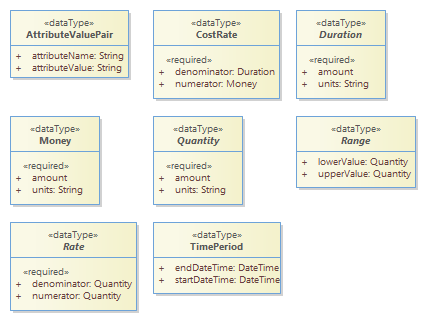 «dataType»
AttributeValuePair
+ attributeName: String
+ attributeValue: String
«dataType»
CostRate
«required»
+ denominator: Duration
+ numerator: Money
«dataType»
Duration
«required»
+ amount
+ units: String
«dataType»
Money
«required»
+ amount
+ units: String
«dataType»
Quantity
«required»
+ amount
+ units: String
«dataType»
Range
+ lowerValue: Quantity
+ upperValue: Quantity
«dataType»
Rate
«required»
+ denominator: Quantity
+ numerator: Quantity
«dataType»
TimePeriod
+ endDateTime: DateTime
+ startDateTime: DateTime